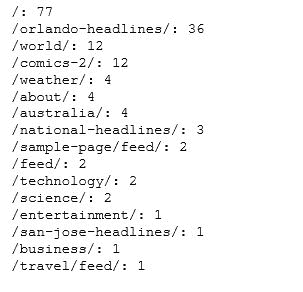 /: 77
/orlando-headlines/: 36
/world/: 12
/comics-2/: 12
/weather/: 4
/about/: 4
/australia/: 4
/national-headlines/: 3
/sample-page/feed/: 2
/feed/: 2
/technology/: 2
/science/: 2
/entertainment/: 1
/san-jose-headlines/: 1
/business/: 1
/travel/feed/: 1